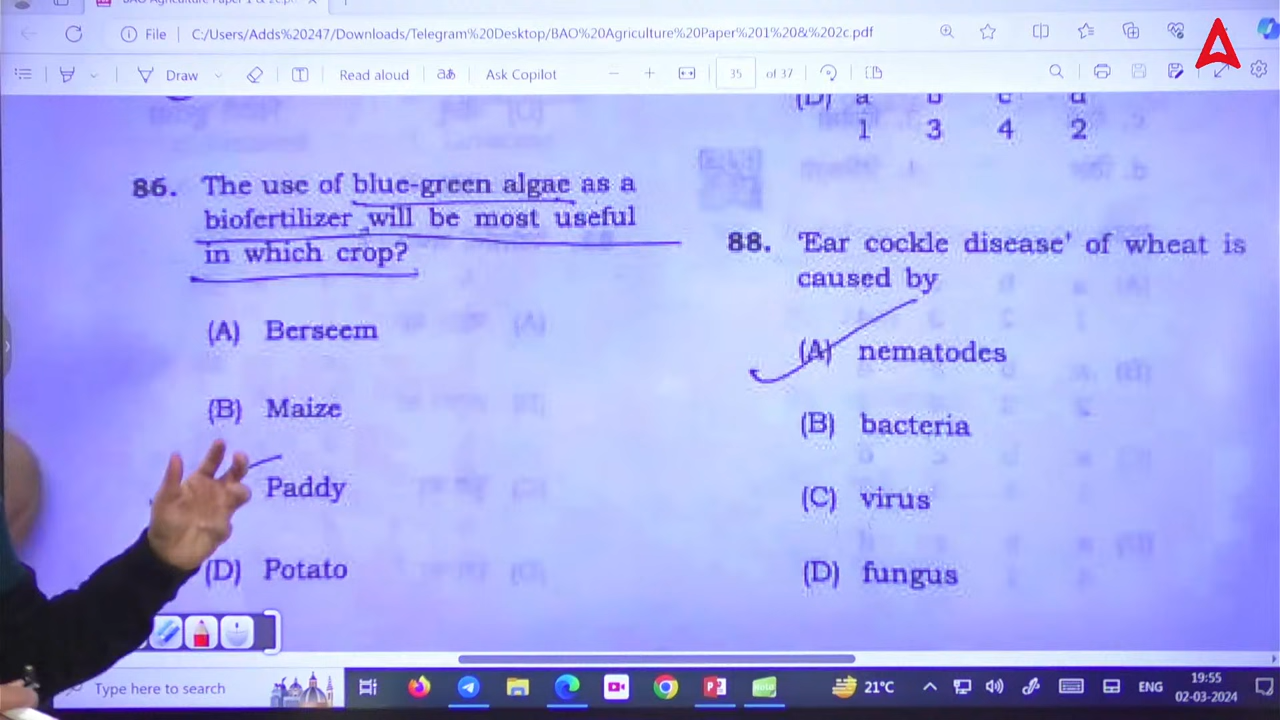 File
C:/Users/Adds%20247/Downloads/Telegram%20Desktop/BAO%20Agriculture%20Paper%201%20&%202c.pdf
Draw
Read aloud
Ask Copilot
35 of 37
(D) a b c d
1 3 4 2
86. The use of blue-green algae as a
biofertilizer will be most useful
in which crop?
(A) Berseem
(B) Maize
Paddy
(D) Potato
88. 'Ear cockle disease' of wheat is
caused by
(A) nematodes
(B) bacteria
(C) virus
(D) fungus
Type here to search
21°C
ENG
19:55
02-03-2024